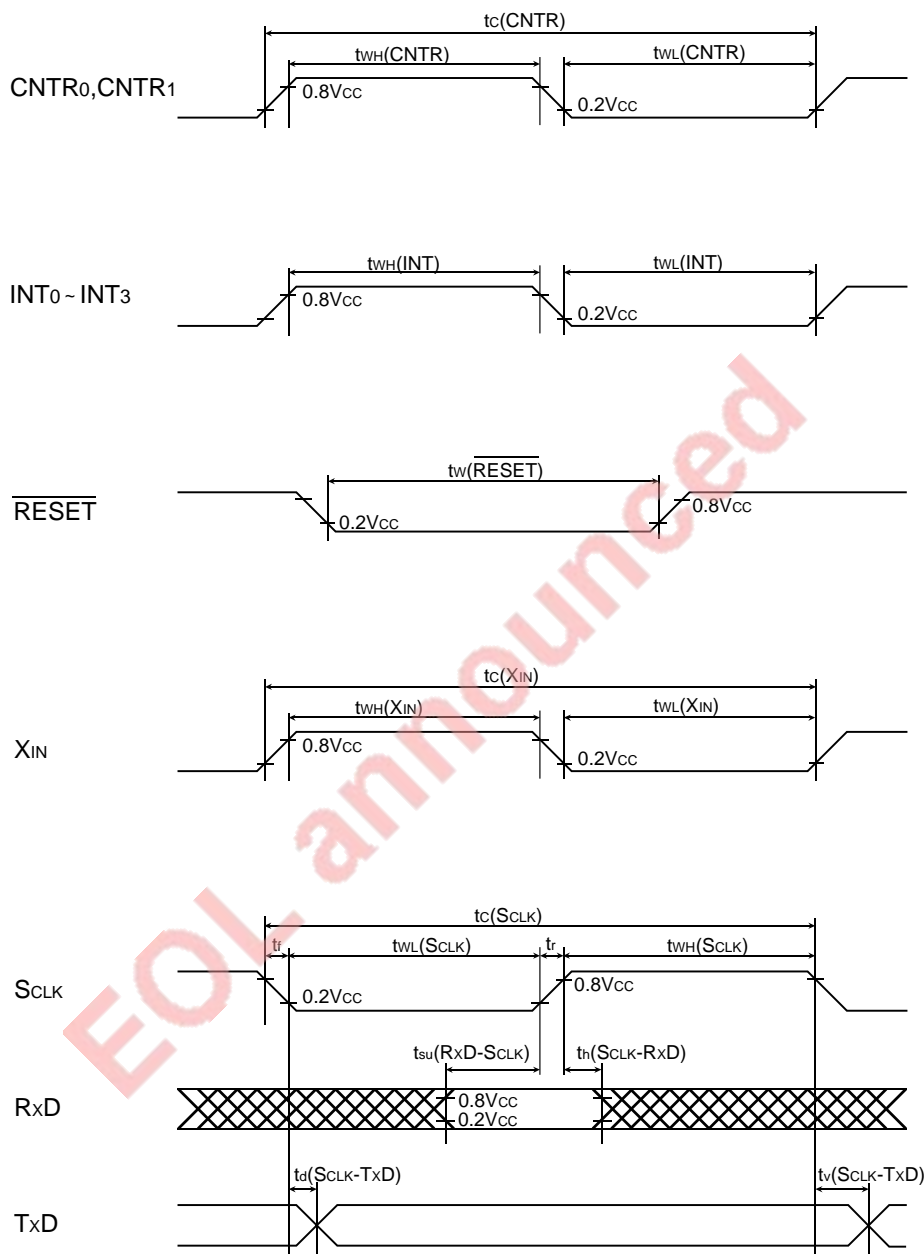 tC(CNTR)
tWH(CNTR) tWL(CNTR)
CNTR0,CNTR1
0.8VCC 0.2VCC
tWH(INT) tWL(INT)
INT0 ~ INT3
0.8VCC 0.2VCC
tW(RESET)
RESET
0.2VCC 0.8VCC
tC(XIN)
tWH(XIN) tWL(XIN)
XIN
0.8VCC 0.2VCC
tC(SCLK)
tf tWL(SCLK) tr tWH(SCLK)
SCLK
0.2VCC 0.8VCC
tsu(RXD-SCLK) th(SCLK-RXD)
RXD
0.8VCC
0.2VCC
td(SCLK-TXD) tv(SCLK-TXD)
TXD
EOL announced